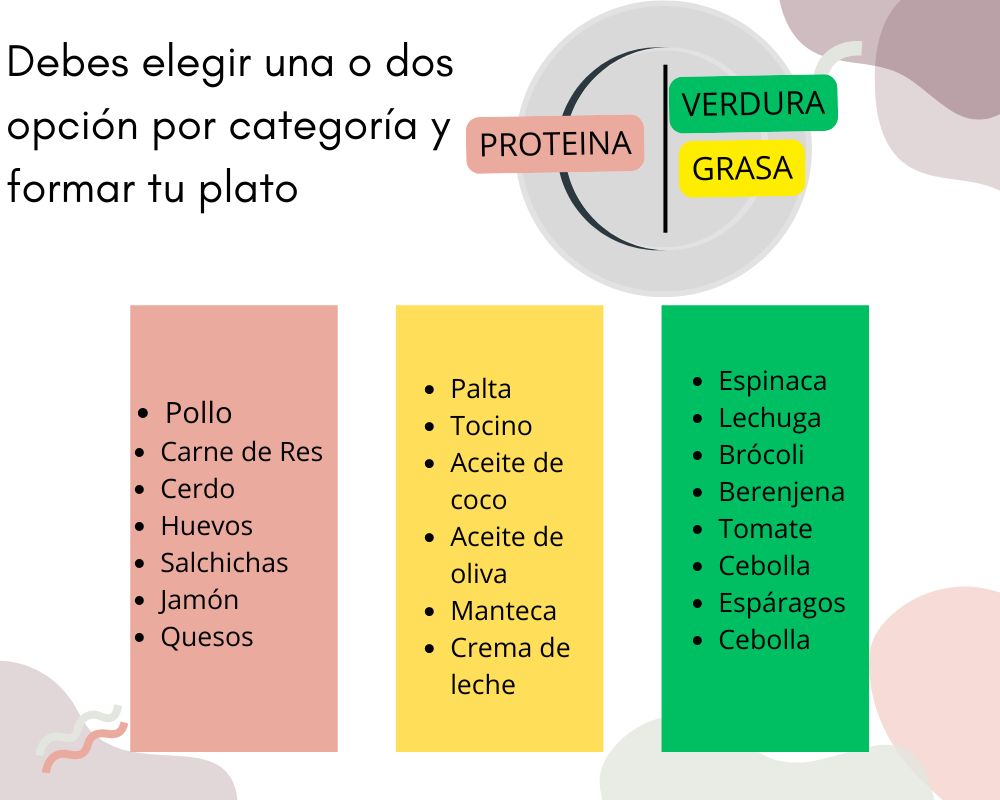 Debes elegir una o dos
opción por categoría y
formar tu plato
PROTEINA
VERDURA
GRASA
• Pollo
• Carne de Res
• Cerdo
• Huevos
• Salchichas
• Jamón
• Quesos
• Palta
• Tocino
• Aceite de
coco
• Aceite de
oliva
• Manteca
• Crema de
leche
• Espinaca
• Lechuga
• Brócoli
• Berenjena
• Tomate
• Cebolla
• Espáragos
• Cebolla